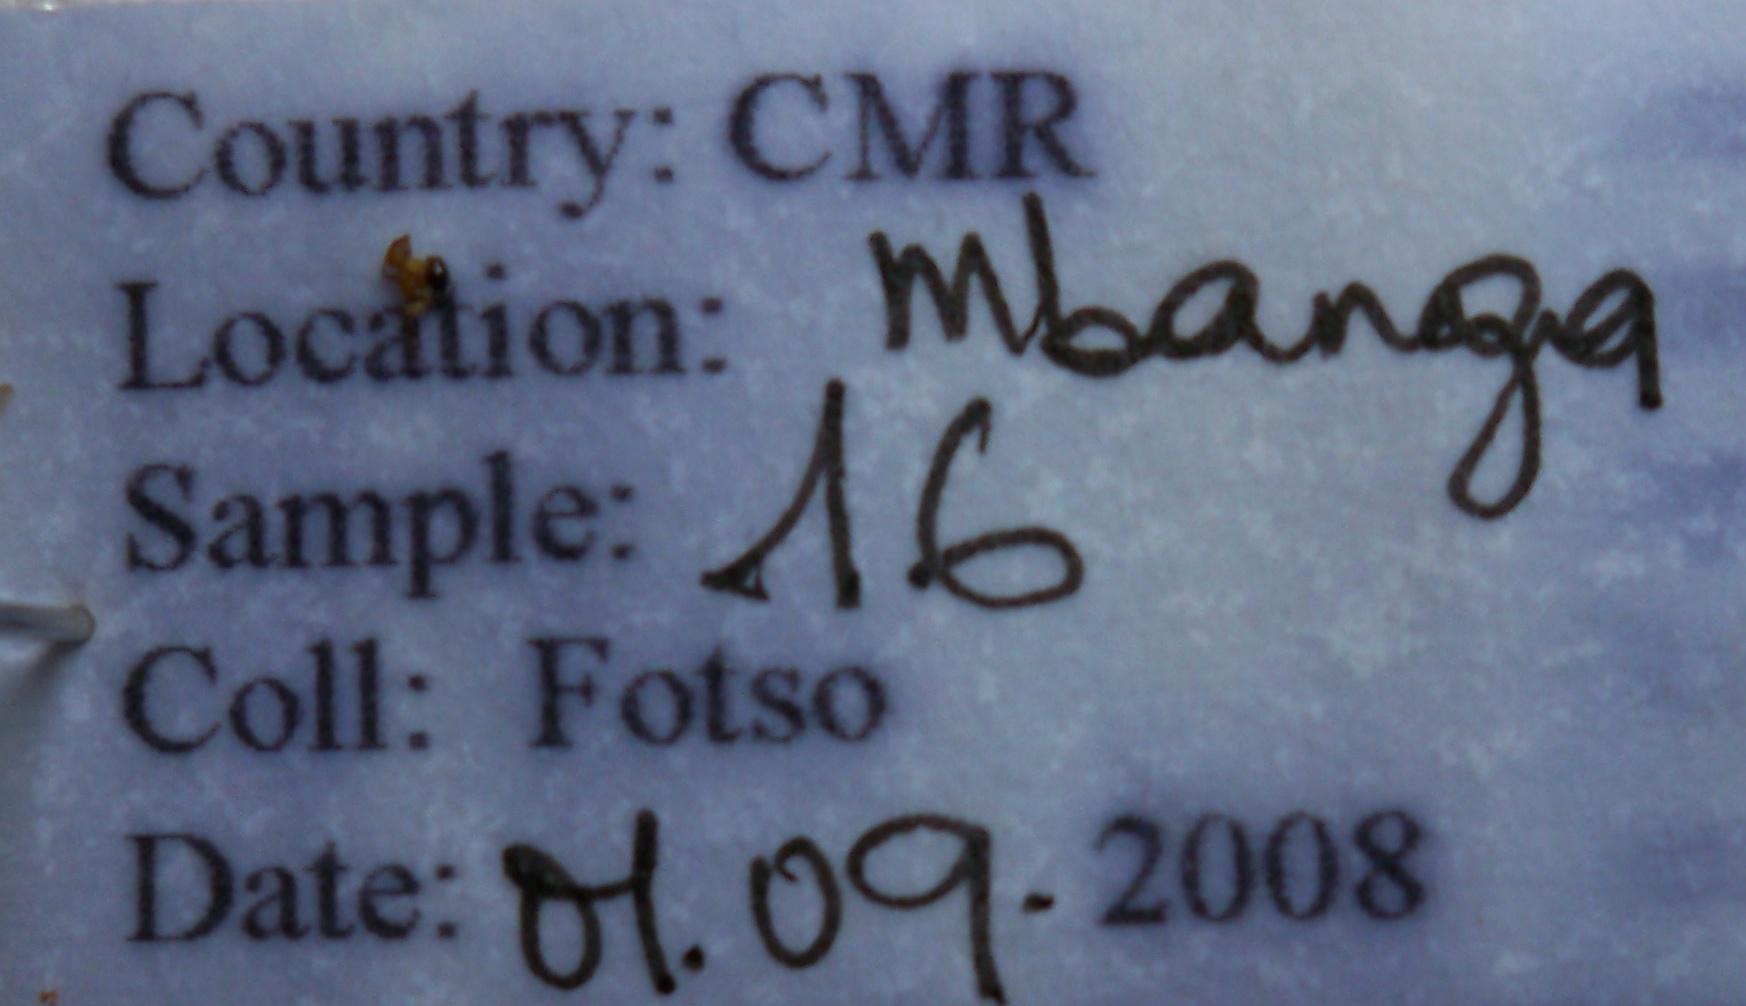 Country: CMR
Location: Mbanga
Sample: 16
Coll: Fotso
Date: 01.09.2008